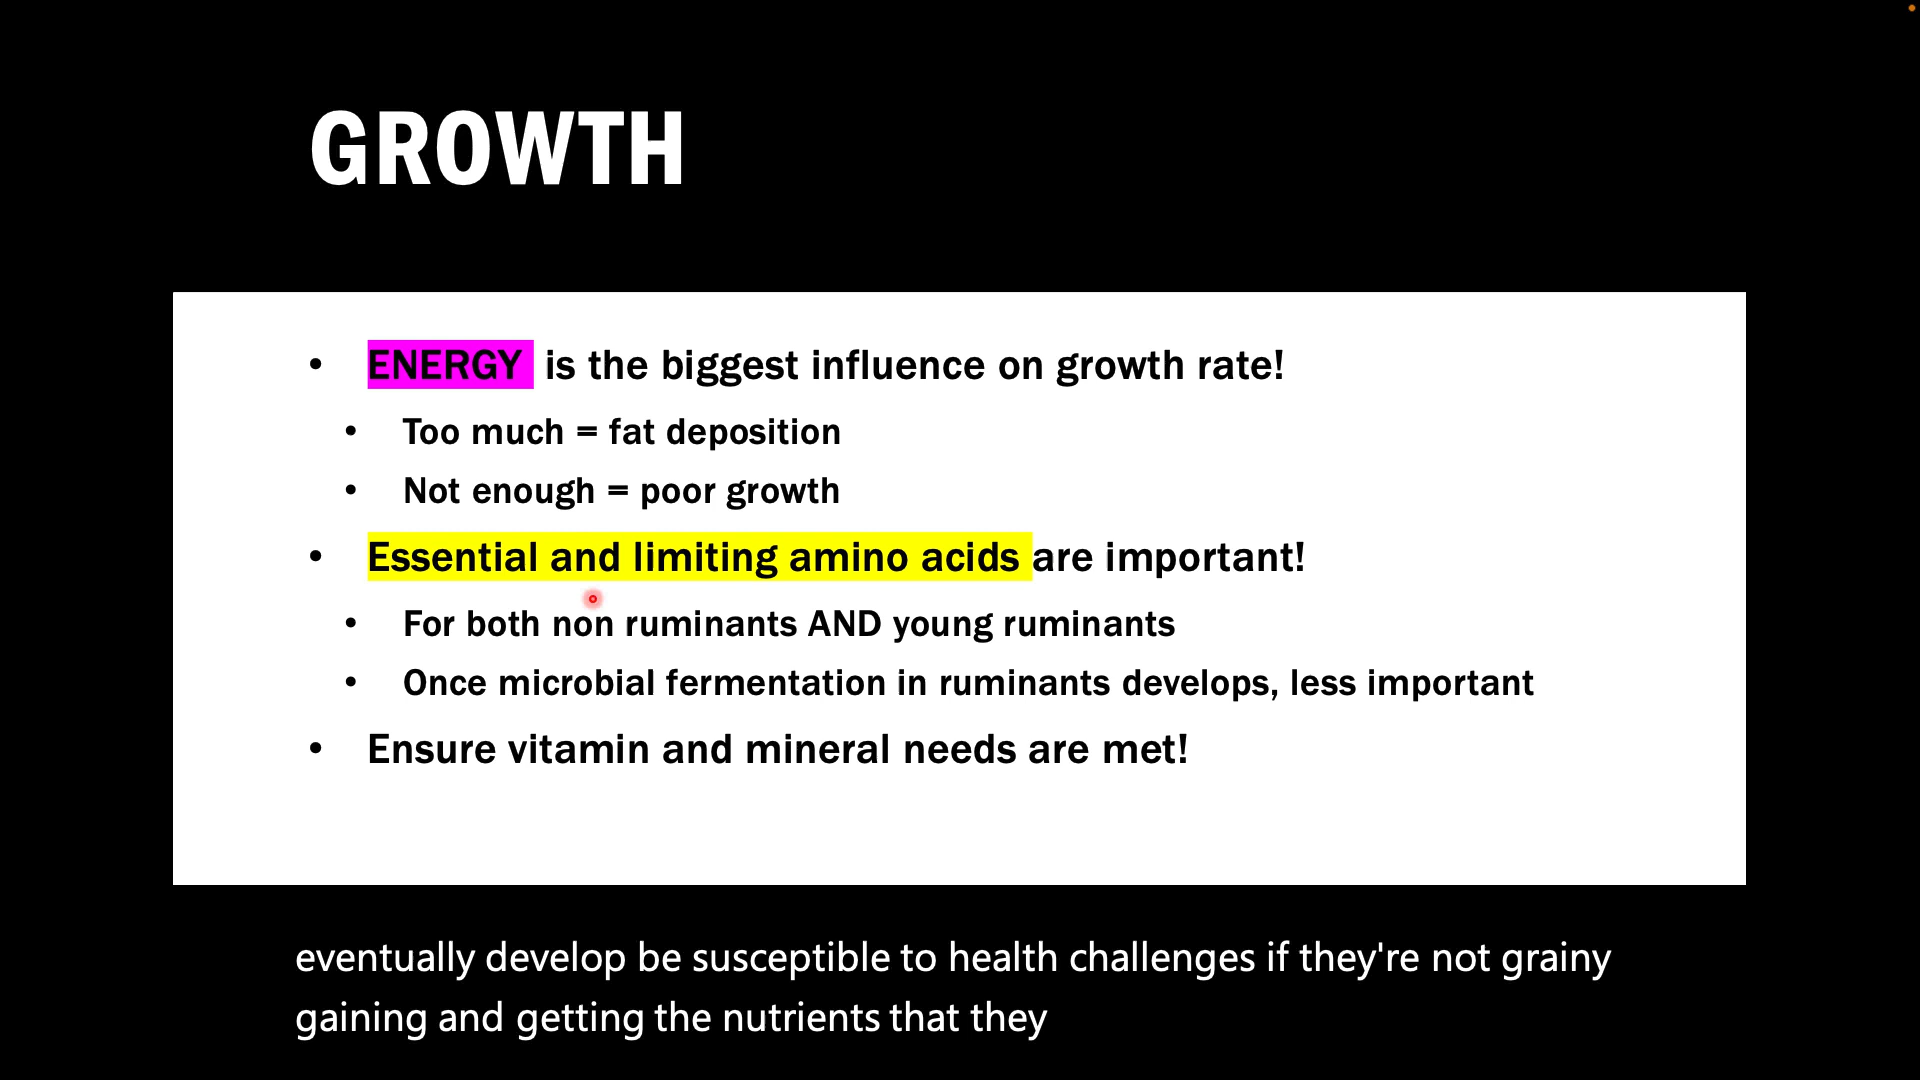 GROWTH
• ENERGY is the biggest influence on growth rate!
• Too much = fat deposition
• Not enough = poor growth
• Essential and limiting amino acids are important!
• For both non ruminants AND young ruminants
• Once microbial fermentation in ruminants develops, less important
• Ensure vitamin and mineral needs are met!
eventually develop be susceptible to health challenges if they're not grainy
gaining and getting the nutrients that they